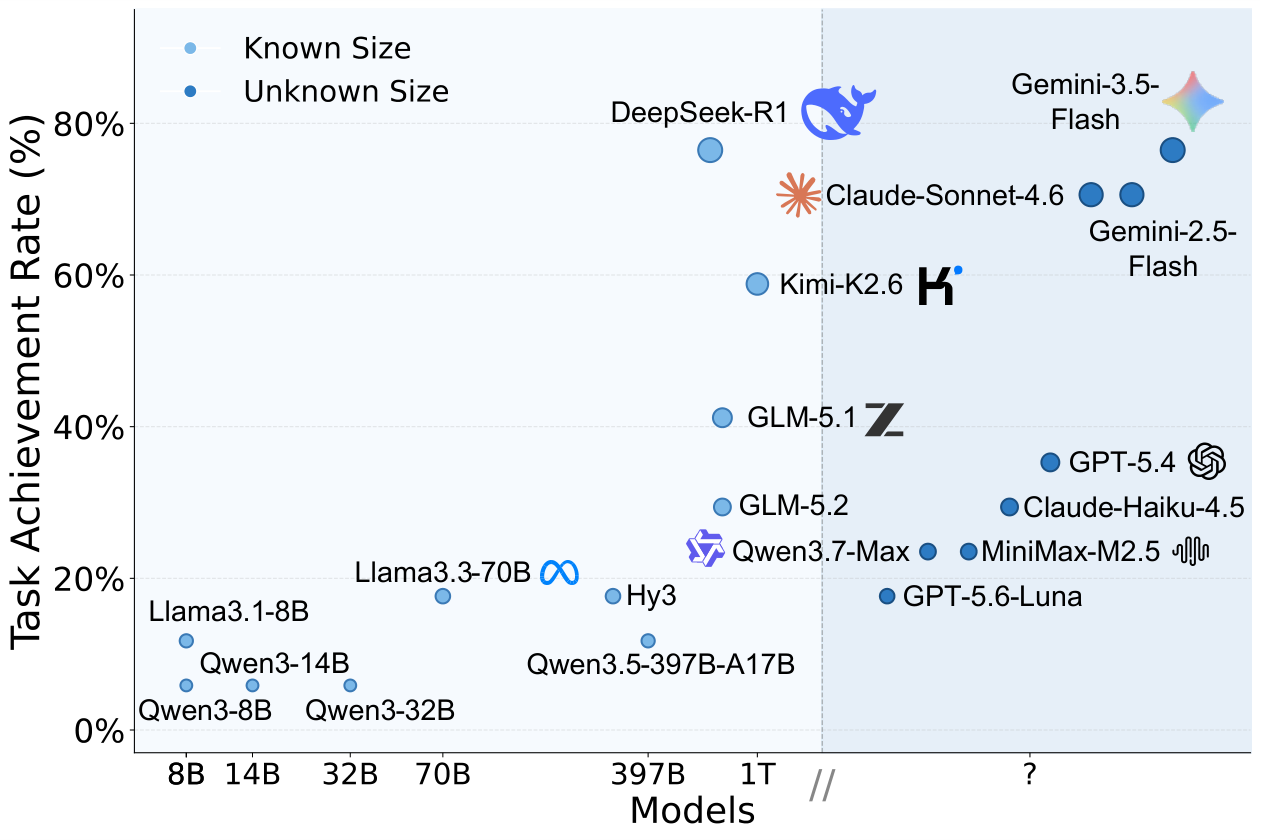 Known Size
Unknown Size
Task Achievement Rate (%)
80%
60%
40%
20%
0%
DeepSeek-R1
Gemini-3.5-
Flash
Claude-Sonnet-4.6
Gemini-2.5-
Flash
Kimi-K2.6
GLM-5.1
GPT-5.4
GLM-5.2
Claude-Haiku-4.5
Qwen3.7-Max
MiniMax-M2.5
Llama3.3-70B
Hy3
GPT-5.6-Luna
Llama3.1-8B
Qwen3-14B
Qwen3.5-397B-A17B
Qwen3-8B
Qwen3-32B
8B
14B
32B
70B
397B
1T
//
?
Models